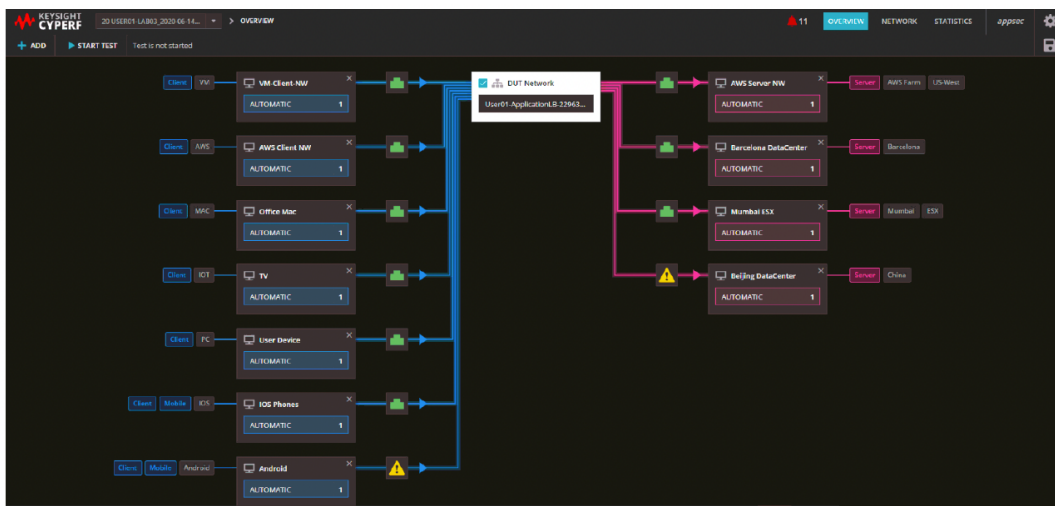 KEYSIGHT
CYPERF
20 USER01-LAB03_2020-06-14...
> OVERVIEW
11
OVERVIEW
NETWORK
STATISTICS
appsec
+ ADD
START TEST
Test is not started
Client VM
VM-Client-NW
AUTOMATIC 1
DUT Network
User01-ApplicationLB-22963...
AWS Server NW
AUTOMATIC 1
Server AWS Farm US-West
Client AWS
AWS Client NW
AUTOMATIC 1
Barcelona DataCenter
AUTOMATIC 1
Server Barcelona
Client MAC
Office Mac
AUTOMATIC 1
Mumbai ESX
AUTOMATIC 1
Server Mumbai ESX
Client IOT
TV
AUTOMATIC 1
Beijing DataCenter
AUTOMATIC 1
Server China
Client PC
User Device
AUTOMATIC 1
Client Mobile IOS
IOS Phones
AUTOMATIC 1
Client Mobile Android
Android
AUTOMATIC 1